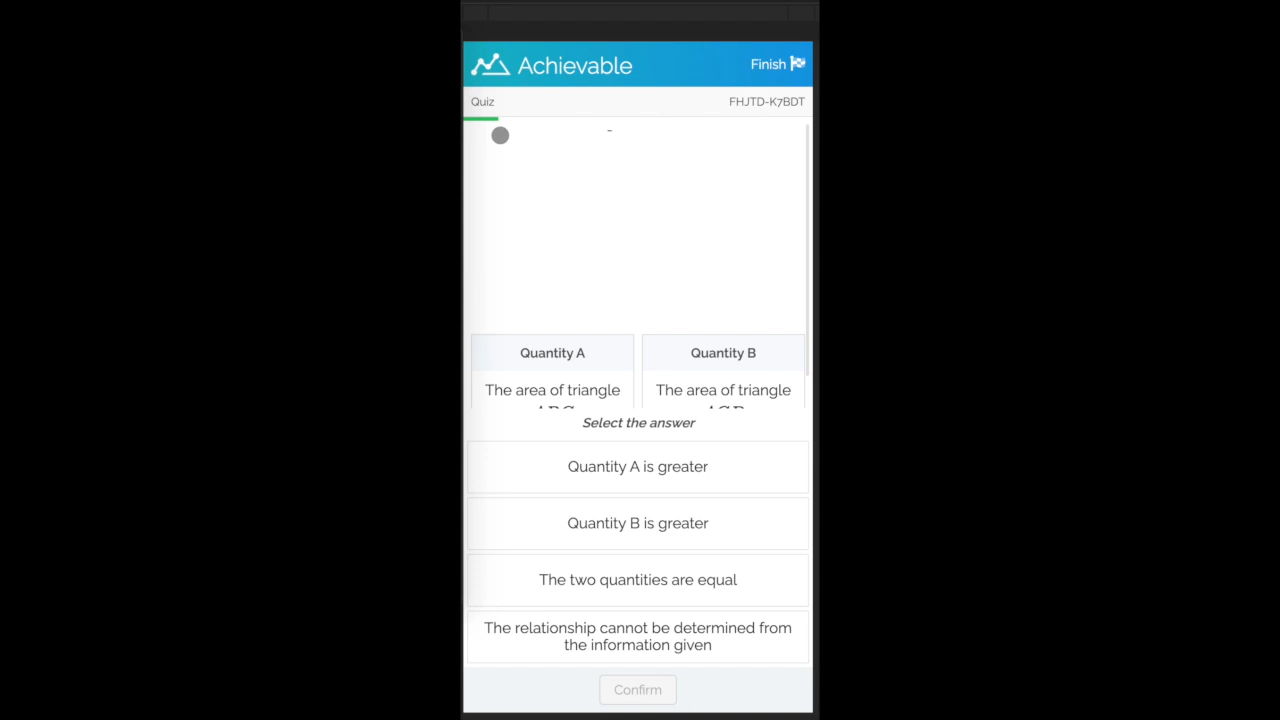 Achievable
Finish
Quiz
FHJTD-K7BDT
Quantity A
Quantity B
The area of triangle
The area of triangle
Select the answer
Quantity A is greater
Quantity B is greater
The two quantities are equal
The relationship cannot be determined from
the information given
Confirm